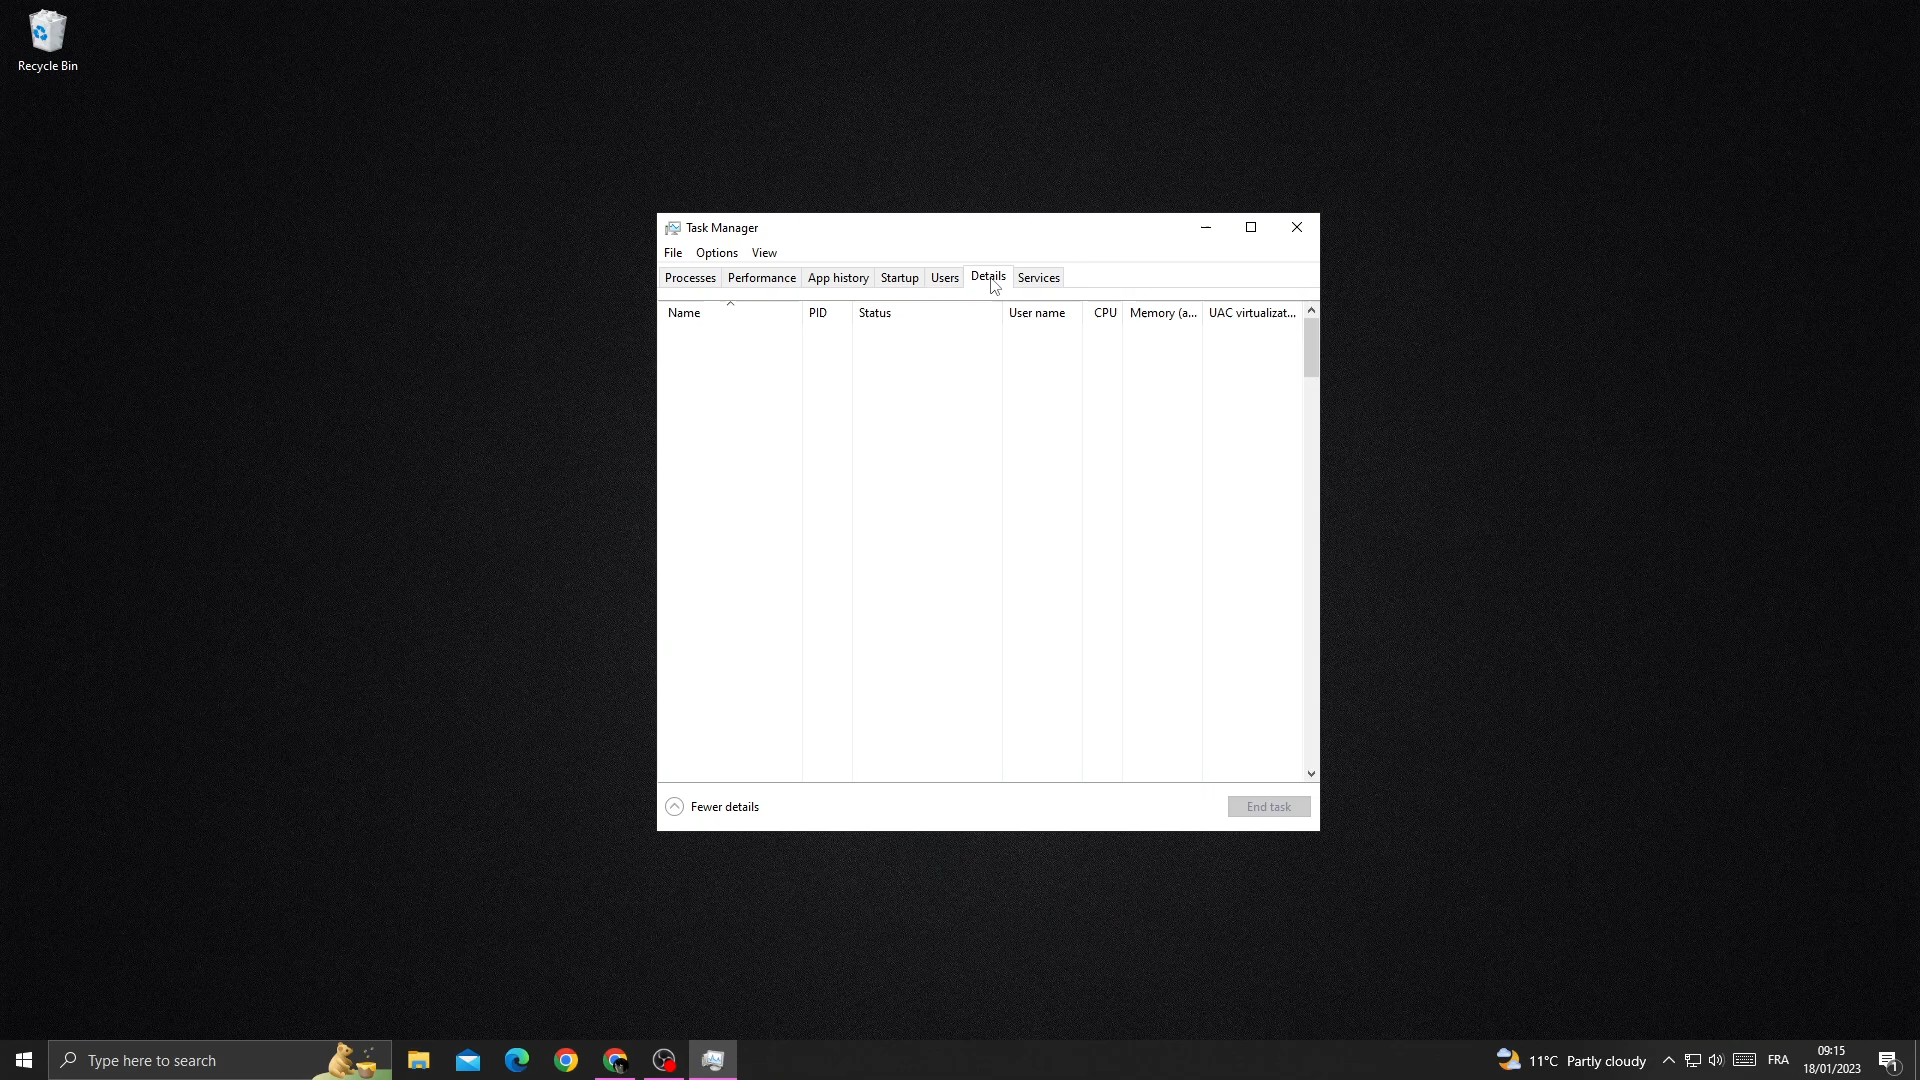 Recycle Bin
Task Manager
File Options View
Processes Performance App history Startup Users Details Services
Name PID Status User name CPU Memory (a... UAC virtualizat...
Fewer details End task
Type here to search
11°C Partly cloudy FRA 09:15
18/01/2023
1